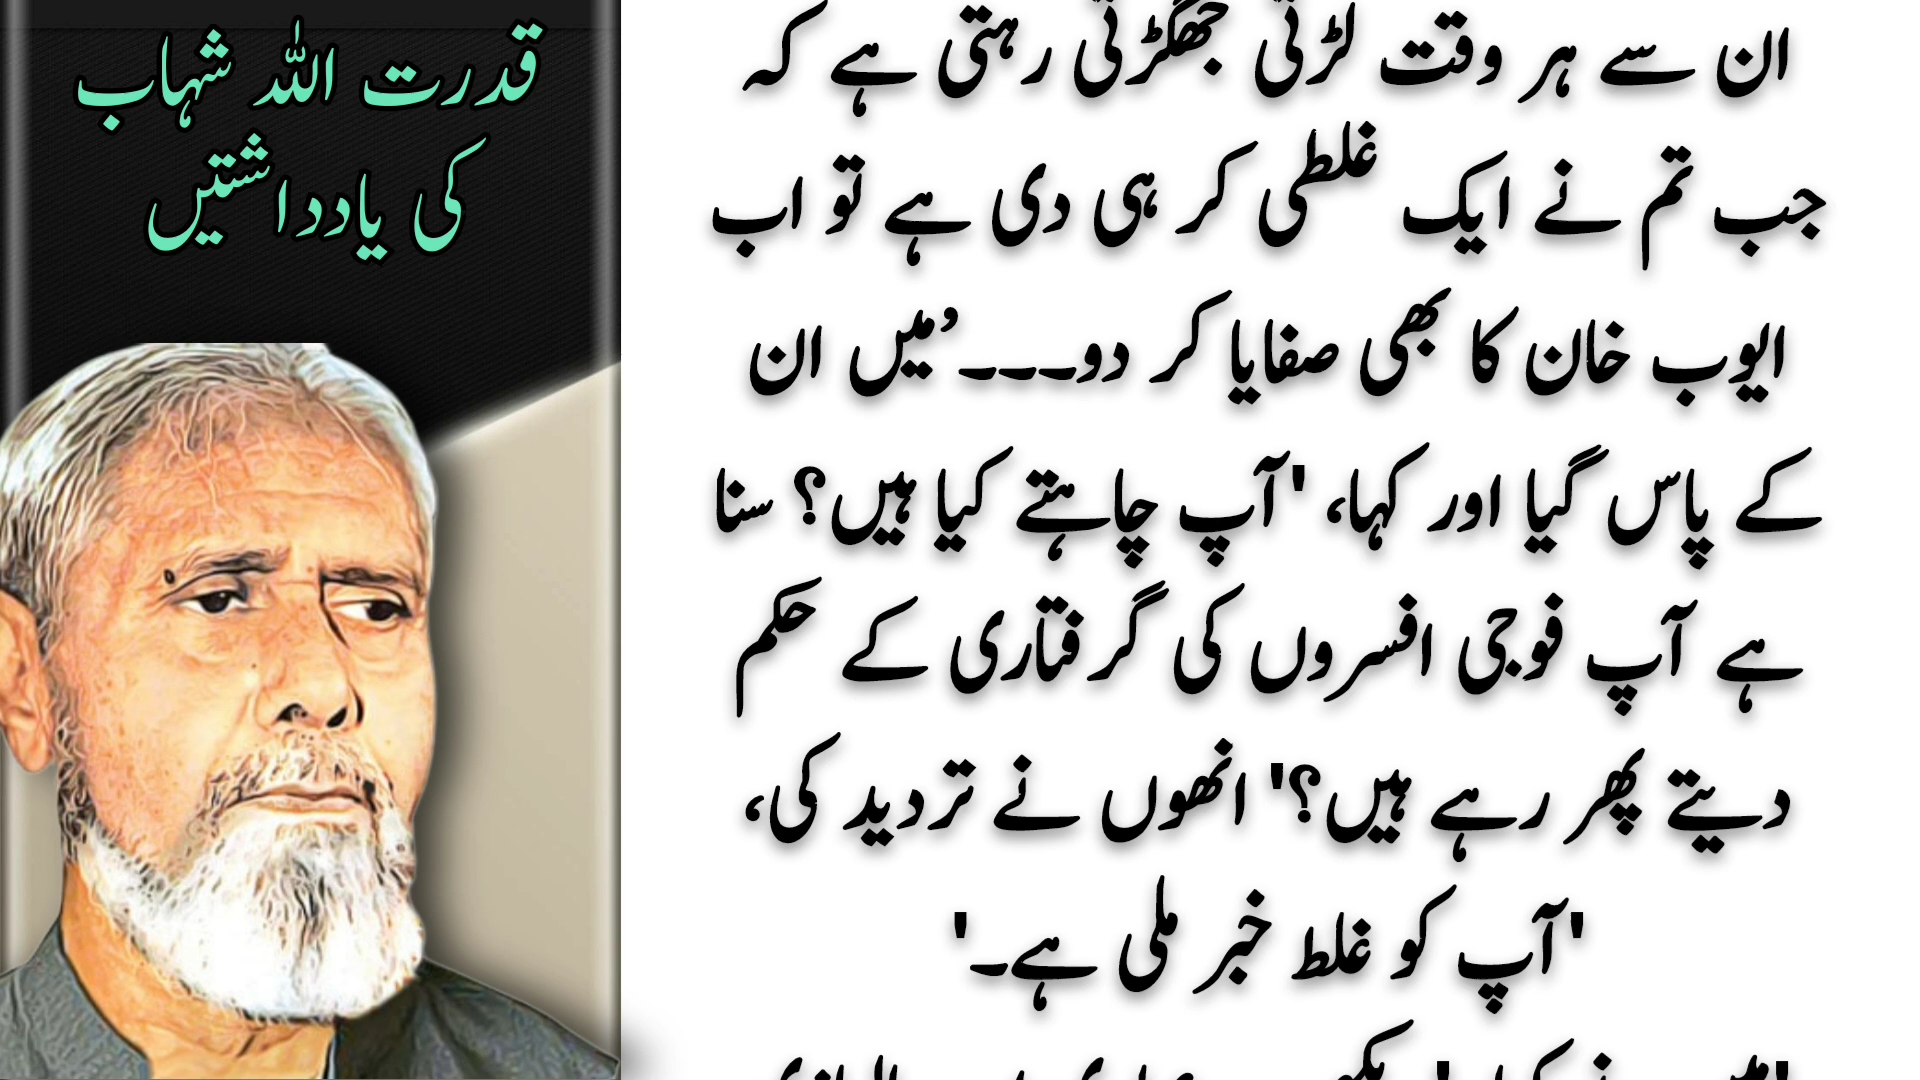 قدرت اللہ شہاب
کی یادداشتیں
ان سے ہر وقت لڑتی جھگڑتی رہتی ہے کہ
جب تم نے ایک غلطی کر ہی دی ہے تو اب
ایوب خان کا بھی صفایا کر دو۔۔۔'میں ان
کے پاس گیا اور کہا، 'آپ چاہتے کیا ہیں؟ سنا
ہے آپ فوجی افسروں کی گرفتاری کے حکم
دیتے پھر رہے ہیں؟' انھوں نے تردید کی،
'آپ کو غلط خبر ملی ہے۔'